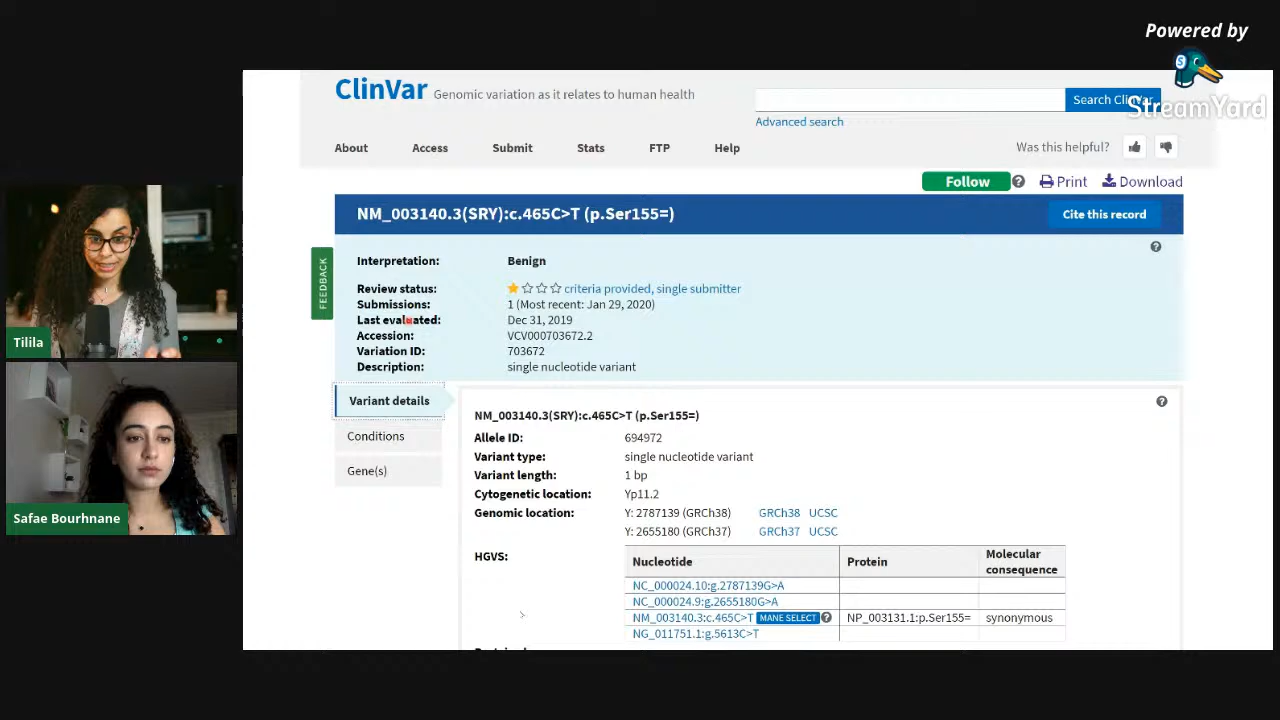 Powered by
StreamYard
ClinVar Genomic variation as it relates to human health
Search Clin
Advanced search
About Access Submit Stats FTP Help Was this helpful?
Follow Print Download
NM_003140.3(SRY):c.465C>T (p.Ser155=) Cite this record
FEEDBACK
Interpretation: Benign
Review status: criteria provided, single submitter
Submissions: 1 (Most recent: Jan 29, 2020)
Last evaluated: Dec 31, 2019
Accession: VCV000703672.2
Variation ID: 703672
Description: single nucleotide variant
Variant details
Conditions
Gene(s)
NM_003140.3(SRY):c.465C>T (p.Ser155=)
Allele ID: 694972
Variant type: single nucleotide variant
Variant length: 1 bp
Cytogenetic location: Yp11.2
Genomic location: Y: 2787139 (GRCh38) GRCh38 UCSC
Y: 2655180 (GRCh37) GRCh37 UCSC
HGVS:
Nucleotide Protein Molecular consequence
NC_000024.10:g.2787139G>A
NC_000024.9:g.2655180G>A
NM_003140.3:c.465C>T MANE SELECT NP_003131.1:p.Ser155= synonymous
NG_011751.1:g.5613C>T
Tilila
Safae Bourhnane